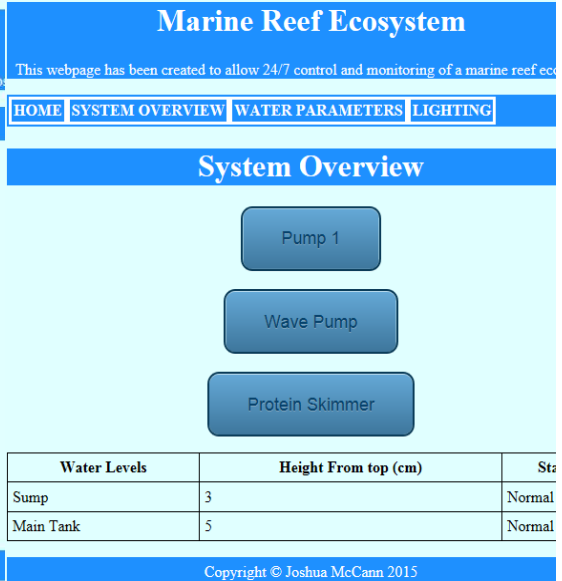 Marine Reef Ecosystem
This webpage has been created to allow 24/7 control and monitoring of a marine reef
HOME SYSTEM OVERVIEW WATER PARAMETERS LIGHTING
System Overview
Pump 1
Wave Pump
Protein Skimmer
Water Levels Height From top (cm)
Sump 3 Normal
Main Tank 5 Normal
Copyright © Joshua McCann 2015